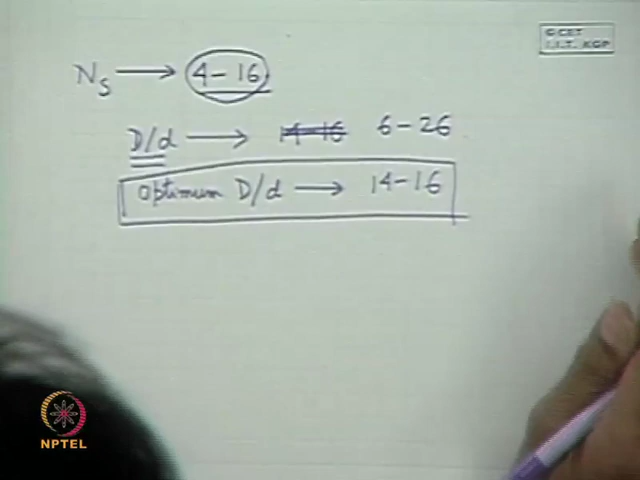 © CET
I.I.T. KGP
Ns → 4-16
D/d → 14-16 6-26
Optimum D/d → 14-16
NPTEL